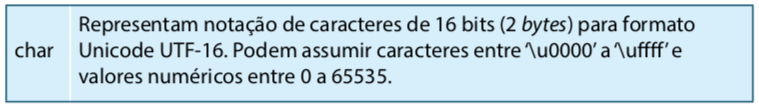 char
Representam notação de caracteres de 16 bits (2 bytes) para formato
Unicode UTF-16. Podem assumir caracteres entre '\u0000' a '\uffff' e
valores numéricos entre 0 a 65535.